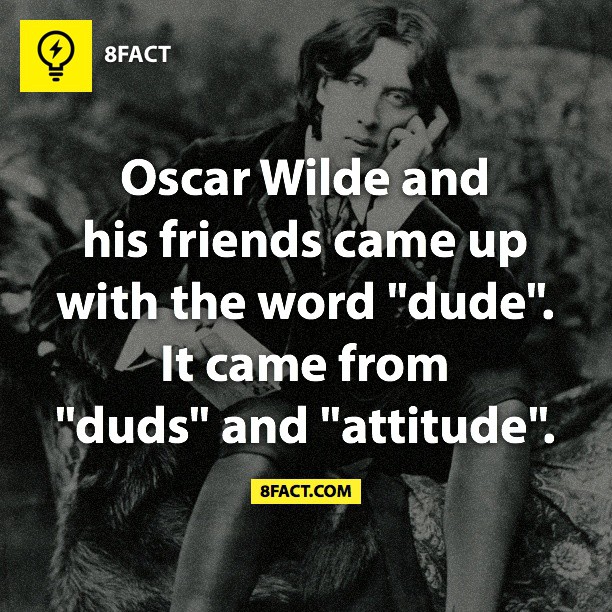 8FACT
Oscar Wilde and
his friends came up
with the word "dude".
It came from
"duds" and "attitude".
8FACT.COM